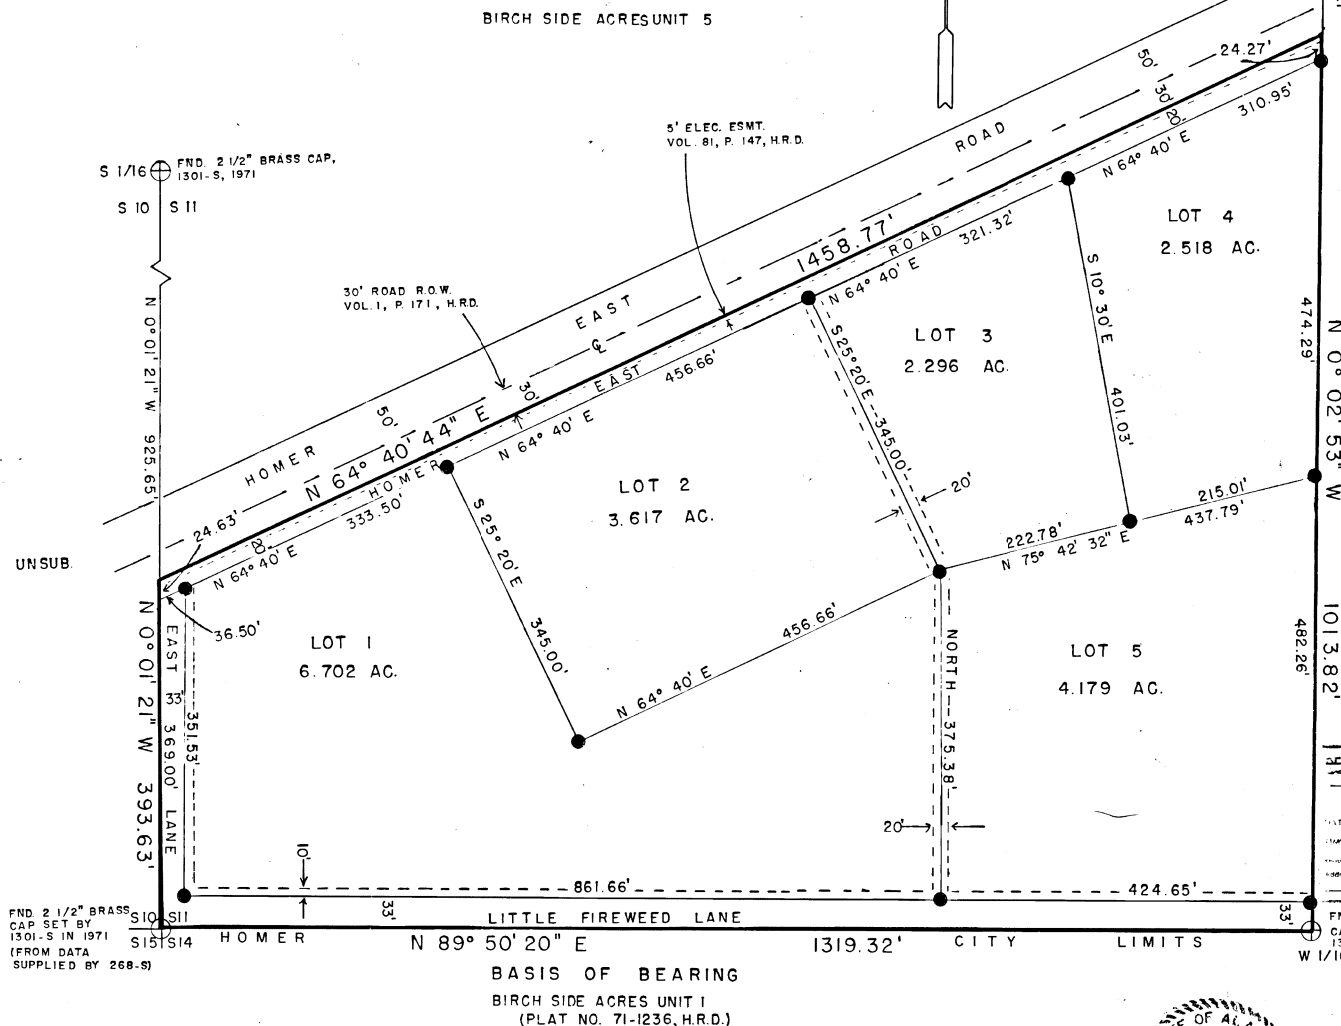 BIRCH SIDE ACRES UNIT 5
50'
24.27'
30'
20'
310.95'
5' ELEC. ESMT.
VOL. 81, P. 147, H.R.D.
ROAD
N 64° 40' E
S 1/16
FND. 2 1/2" BRASS CAP,
1301-S, 1971
S 10
S 11
LOT 4
2.518 AC.
1458.77'
ROAD
321.32'
N 64° 40' E
S 10° 30' E
401.03'
30' ROAD R.O.W.
VOL. 1, P. 171, H.R.D.
EAST
℄
N 0° 01' 21" W 925.65'
474.29'
N 0° 02' 53" W
1013.82'
LOT 3
2.296 AC.
S 25° 20' E 345.00'
EAST
456.66'
30'
50'
N 64° 40' 44" E
N 64° 40' E
HOMER
HOMER
333.50'
LOT 2
3.617 AC.
20'
215.01'
437.79'
24.63'
20'
N 64° 40' E
S 25° 20' E
345.00'
222.78'
N 75° 42' 32" E
UNSUB.
36.50'
LOT 1
6.702 AC.
456.66'
N 64° 40' E
LOT 5
4.179 AC.
482.26'
N 0° 01' 21" W 393.63'
EAST 33' 369.00' LANE
351.53'
NORTH 375.38'
20'
10'
861.66'
424.65'
33'
33'
LITTLE FIREWEED LANE
FND. 2 1/2" BRASS
CAP SET BY
1301-S IN 1971
(FROM DATA
SUPPLIED BY 268-S)
S10
S11
S15
S14
HOMER
N 89° 50' 20" E
1319.32'
CITY
LIMITS
FN
CA
W 1/16
BASIS OF BEARING
BIRCH SIDE ACRES UNIT 1
(PLAT NO. 71-1236, H.R.D.)
OF AL